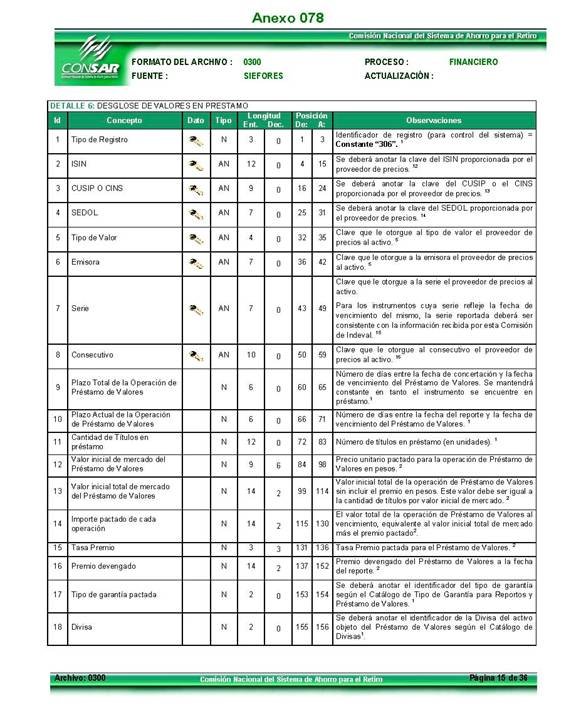 Anexo 078
Comisión Nacional del Sistema de Ahorro para el Retiro
CONSAR
FORMATO DEL ARCHIVO : 0300 PROCESO : FINANCIERO
FUENTE : SIEFORES ACTUALIZACIÓN :
DETALLE 6: DESGLOSE DE VALORES EN PRESTAMO
Id Concepto Dato Tipo Longitud Ent. Dec. Posición De: A: Observaciones
1 Tipo de Registro N 3 0 1 3 Identificador de registro (para control del sistema) =
Constante "306". 1
2 ISIN AN 12 0 4 15 Se deberá anotar la clave del ISIN proporcionada por el
proveedor de precios. 12
3 CUSIP O CINS AN 9 0 16 24 Se deberá anotar la clave del CUSIP o el CINS
proporcionada por el proveedor de precios. 13
4 SEDOL AN 7 0 25 31 Se deberá anotar la clave del SEDOL proporcionada por
el proveedor de precios. 14
5 Tipo de Valor AN 4 0 32 35 Clave que le otorgue al tipo de valor el proveedor de
precios al activo. 5
6 Emisora AN 7 0 36 42 Clave que le otorgue a la emisora el proveedor de precios
al activo. 5
7 Serie AN 7 0 43 49 Clave que le otorgue a la serie el proveedor de precios al
activo.
Para los instrumentos cuya serie refleje la fecha de
vencimiento del mismo, la serie reportada deberá ser
consistente con la información recibida por esta Comisión
de Indeval. 15
8 Consecutivo AN 10 0 50 59 Clave que le otorgue al consecutivo el proveedor de
precios al activo. 15
9 Plazo Total de la Operación de
Préstamo de Valores N 6 0 60 65 Número de días entre la fecha de concertación y la fecha
de vencimiento del Préstamo de Valores. Se mantendrá
constante en tanto el instrumento se encuentre en
préstamo.1
10 Plazo Actual de la Operación
de Préstamo de Valores N 6 0 66 71 Número de días entre la fecha del reporte y la fecha de
vencimiento del Préstamo de Valores. 1
11 Cantidad de Títulos en
préstamo N 12 0 72 83 Número de títulos en préstamo (en unidades). 1
12 Valor inicial de mercado del
Préstamo de Valores N 9 6 84 98 Precio unitario pactado para la operación de Préstamo de
Valores en pesos. 2
13 Valor inicial total de mercado
del Préstamo de Valores N 14 2 99 114 Valor inicial total de la operación de Préstamo de Valores
sin incluir el premio en pesos. Este valor debe ser igual a
la cantidad de títulos por valor inicial de mercado. 2
14 Importe pactado de cada
operación N 14 2 115 130 El valor total de la operación de Préstamo de Valores al
vencimiento, equivalente al valor inicial total de mercado
más el premio pactado2.
15 Tasa Premio N 3 3 131 136 Tasa Premio pactada para el Préstamo de Valores. 2
16 Premio devengado N 14 2 137 152 Premio devengado del Préstamo de Valores a la fecha
del reporte. 2
17 Tipo de garantía pactada N 2 0 153 154 Se deberá anotar el identificador del tipo de garantía
según el Catálogo de Tipo de Garantía para Reportos y
Préstamo de Valores. 1
18 Divisa N 2 0 155 156 Se deberá anotar el identificador de la Divisa del activo
objeto del Préstamo de Valores según el Catálogo de
Divisas1.
Archivo: 0300 Comisión Nacional del Sistema de Ahorro para el Retiro Página 15 de 36